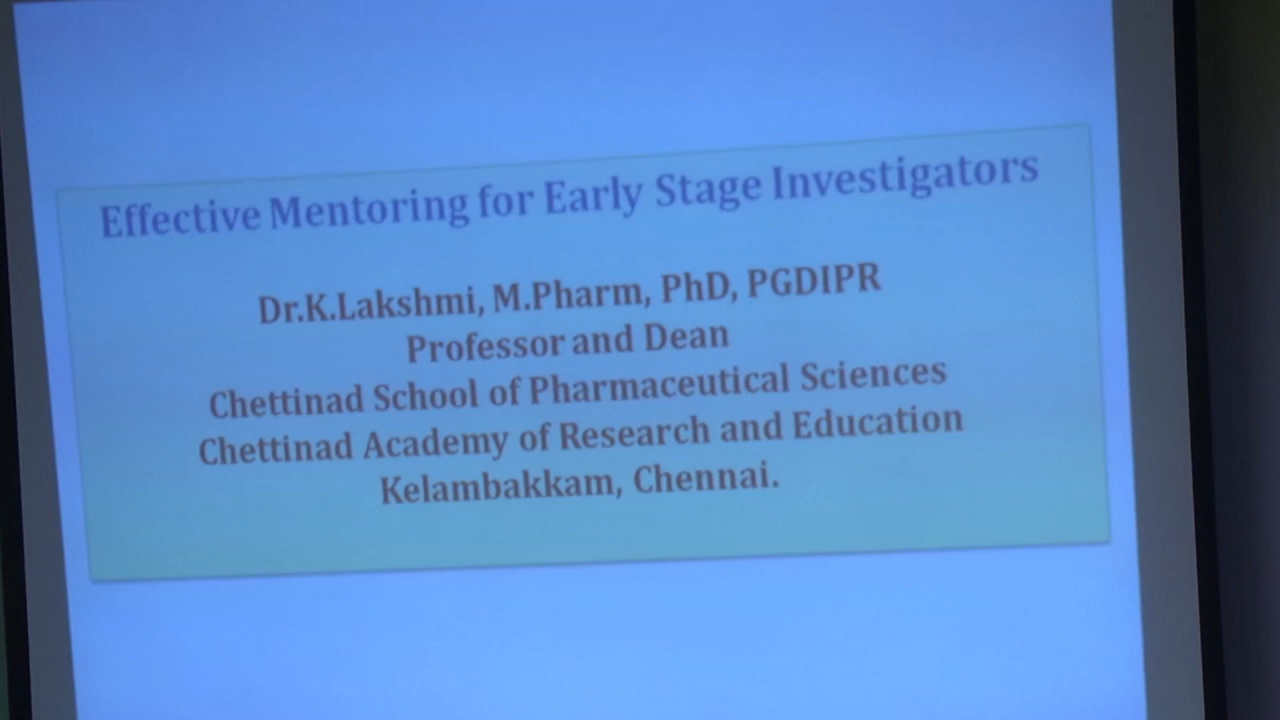 Effective Mentoring for Early Stage Investigators
Dr.K.Lakshmi, M.Pharm, PhD, PGDIPR
Professor and Dean
Chettinad School of Pharmaceutical Sciences
Chettinad Academy of Research and Education
Kelambakkam, Chennai.